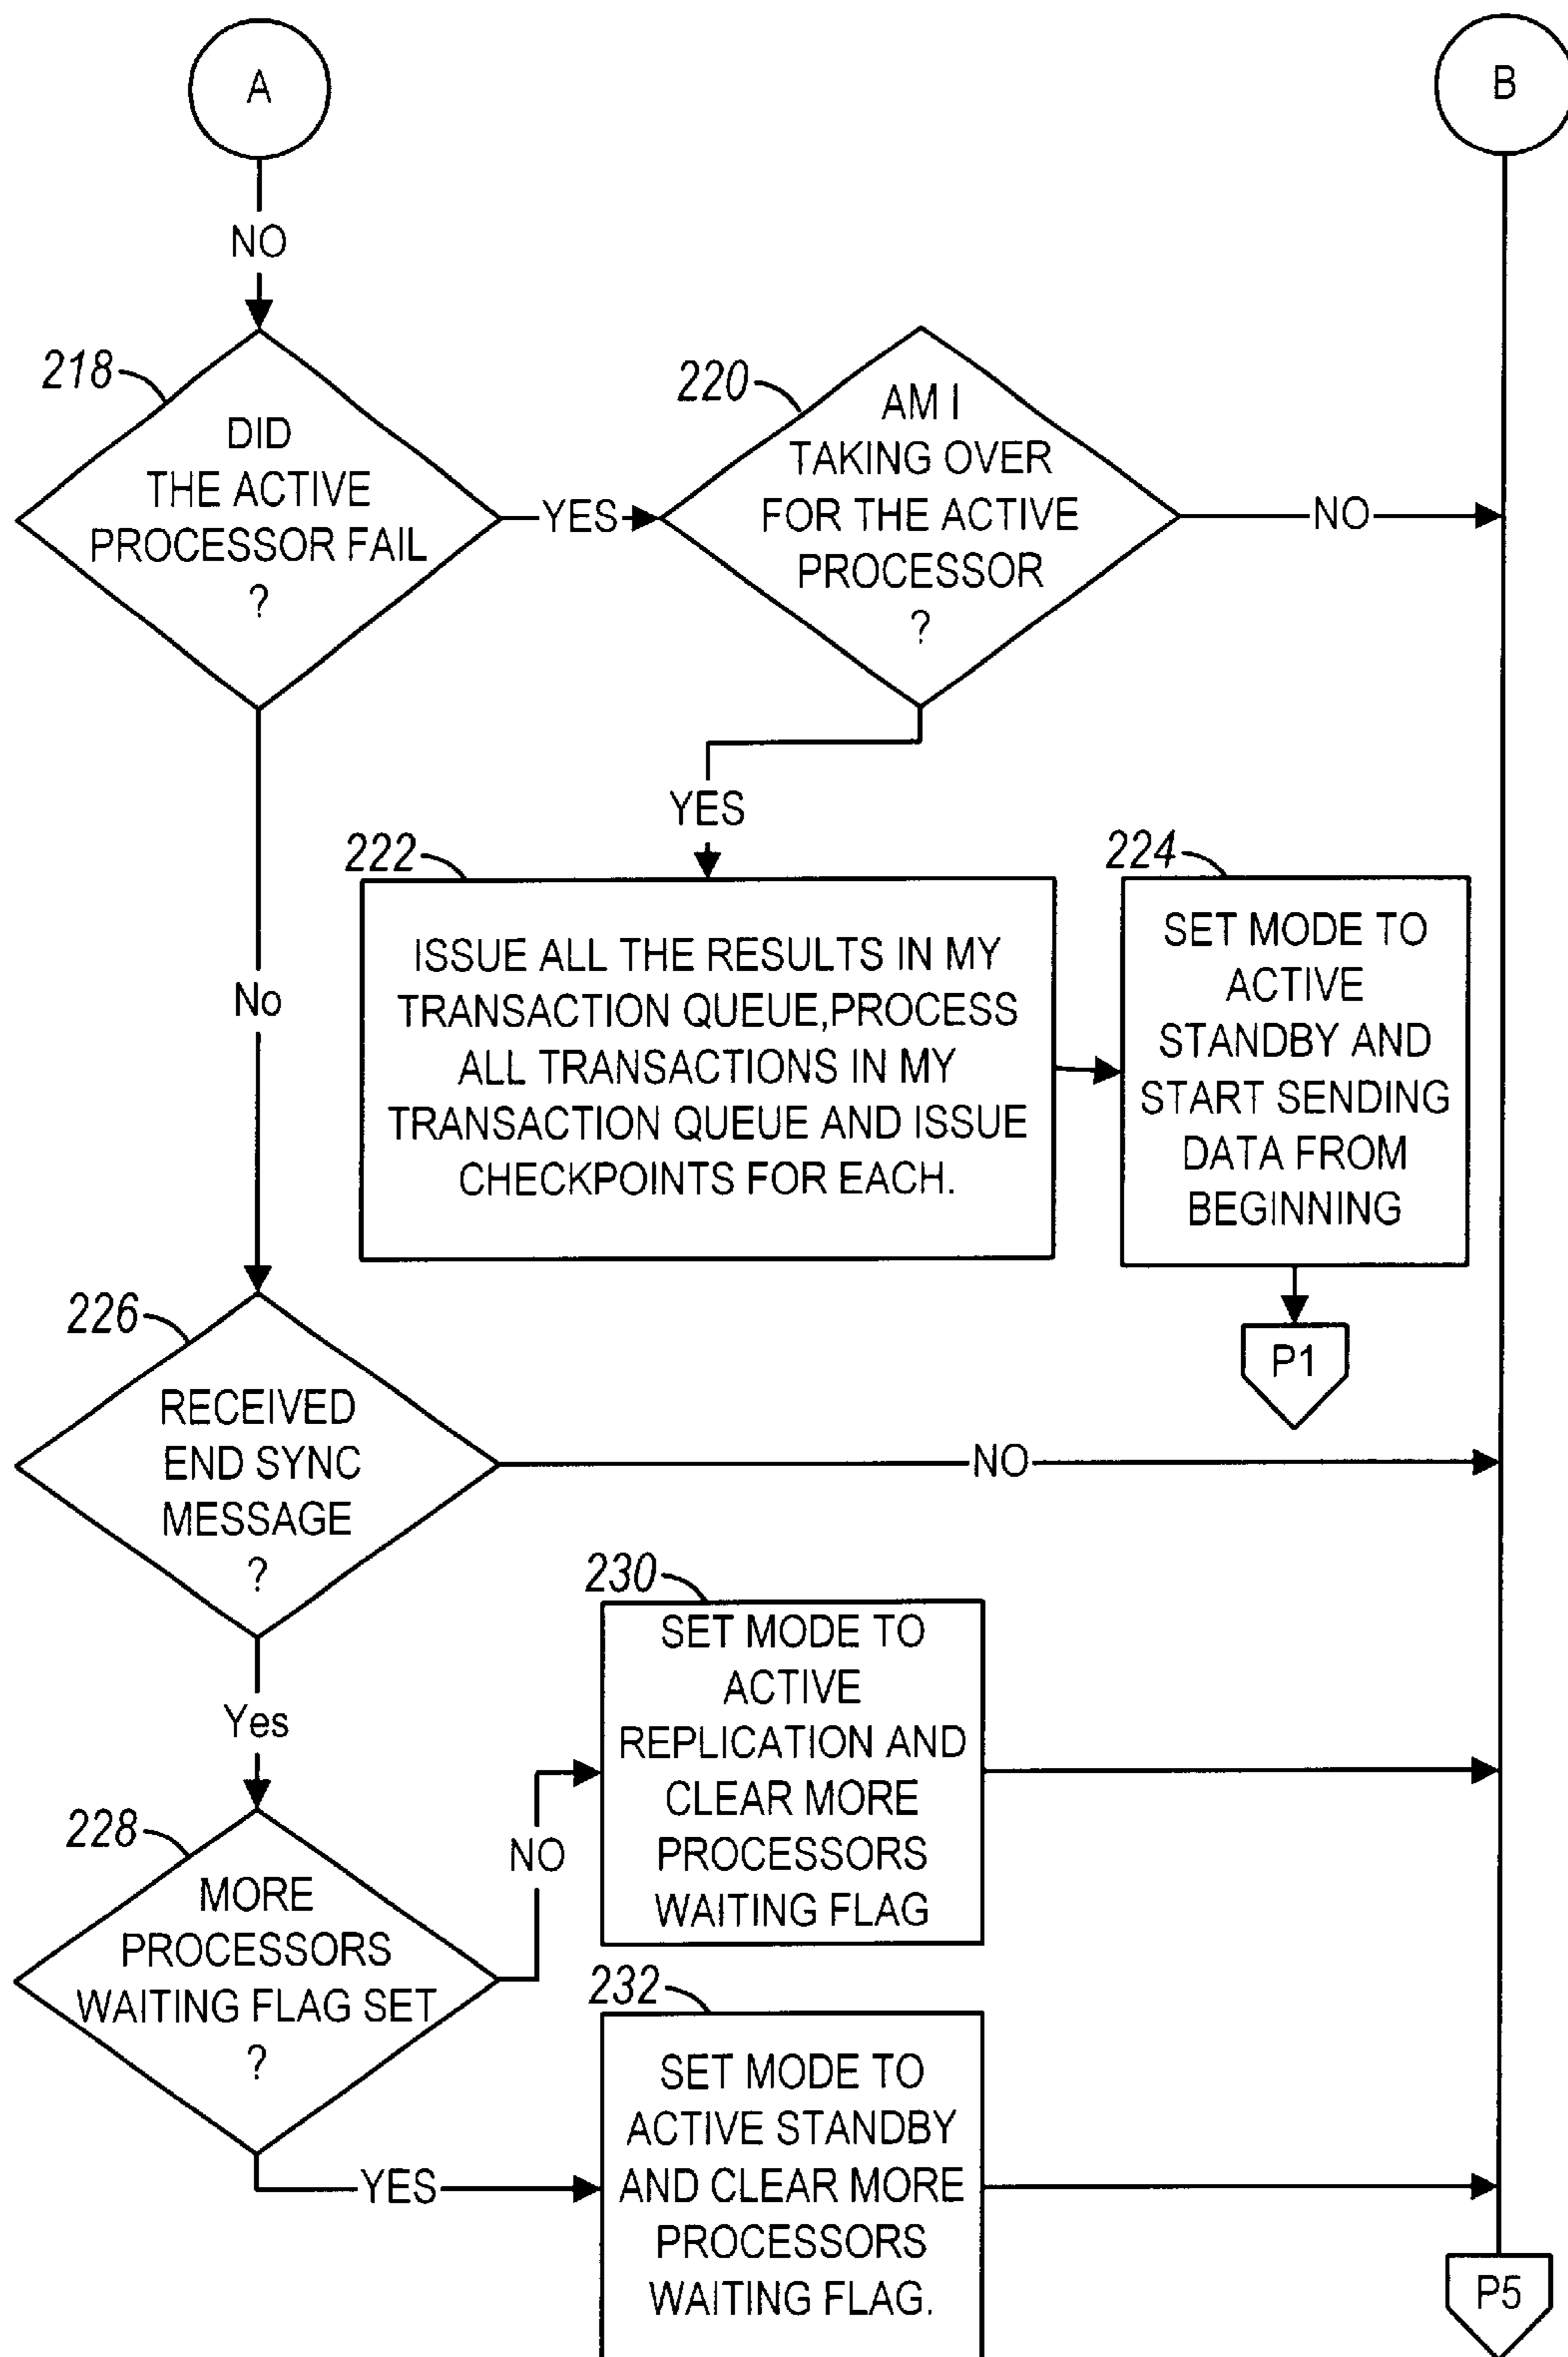 A
B
NO
218
DID
THE ACTIVE
PROCESSOR FAIL
?
YES
220
AM I
TAKING OVER
FOR THE ACTIVE
PROCESSOR
?
NO
YES
222
ISSUE ALL THE RESULTS IN MY
TRANSACTION QUEUE,PROCESS
ALL TRANSACTIONS IN MY
TRANSACTION QUEUE AND ISSUE
CHECKPOINTS FOR EACH.
224
SET MODE TO
ACTIVE
STANDBY AND
START SENDING
DATA FROM
BEGINNING
P1
No
226
RECEIVED
END SYNC
MESSAGE
?
NO
Yes
228
MORE
PROCESSORS
WAITING FLAG SET
?
NO
230
SET MODE TO
ACTIVE
REPLICATION AND
CLEAR MORE
PROCESSORS
WAITING FLAG
YES
232
SET MODE TO
ACTIVE STANDBY
AND CLEAR MORE
PROCESSORS
WAITING FLAG.
P5